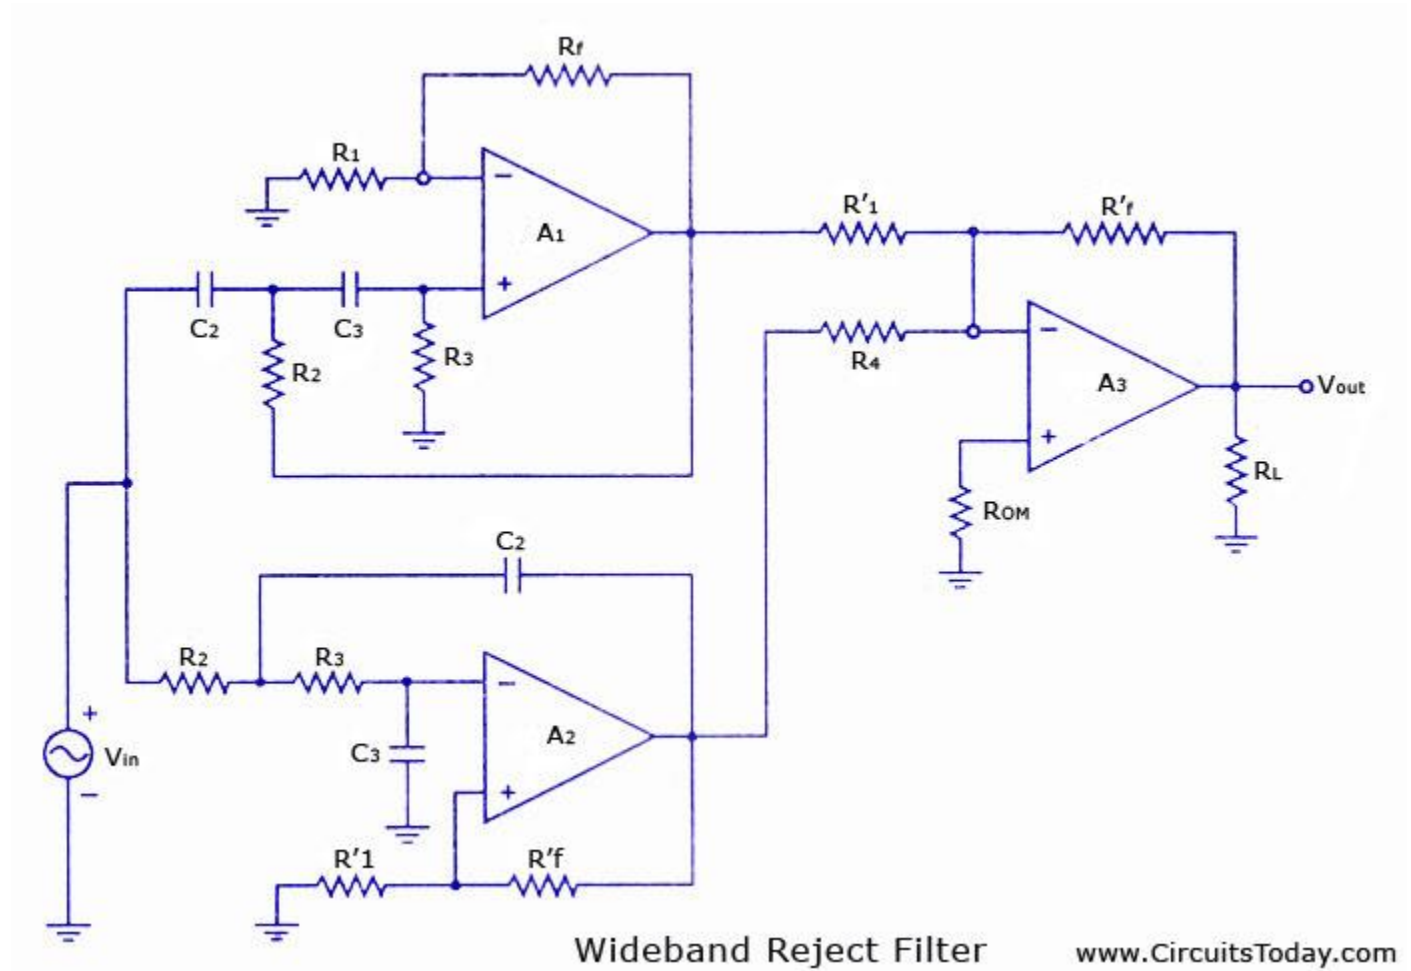 Rf
R1
−
A1
+
C2
C3
R2
R3
R'1
R'f
R4
−
A3
+
Vout
RL
ROM
C2
R2
R3
−
A2
+
C3
+
Vin
−
R'1
R'f
Wideband Reject Filter
www.CircuitsToday.com